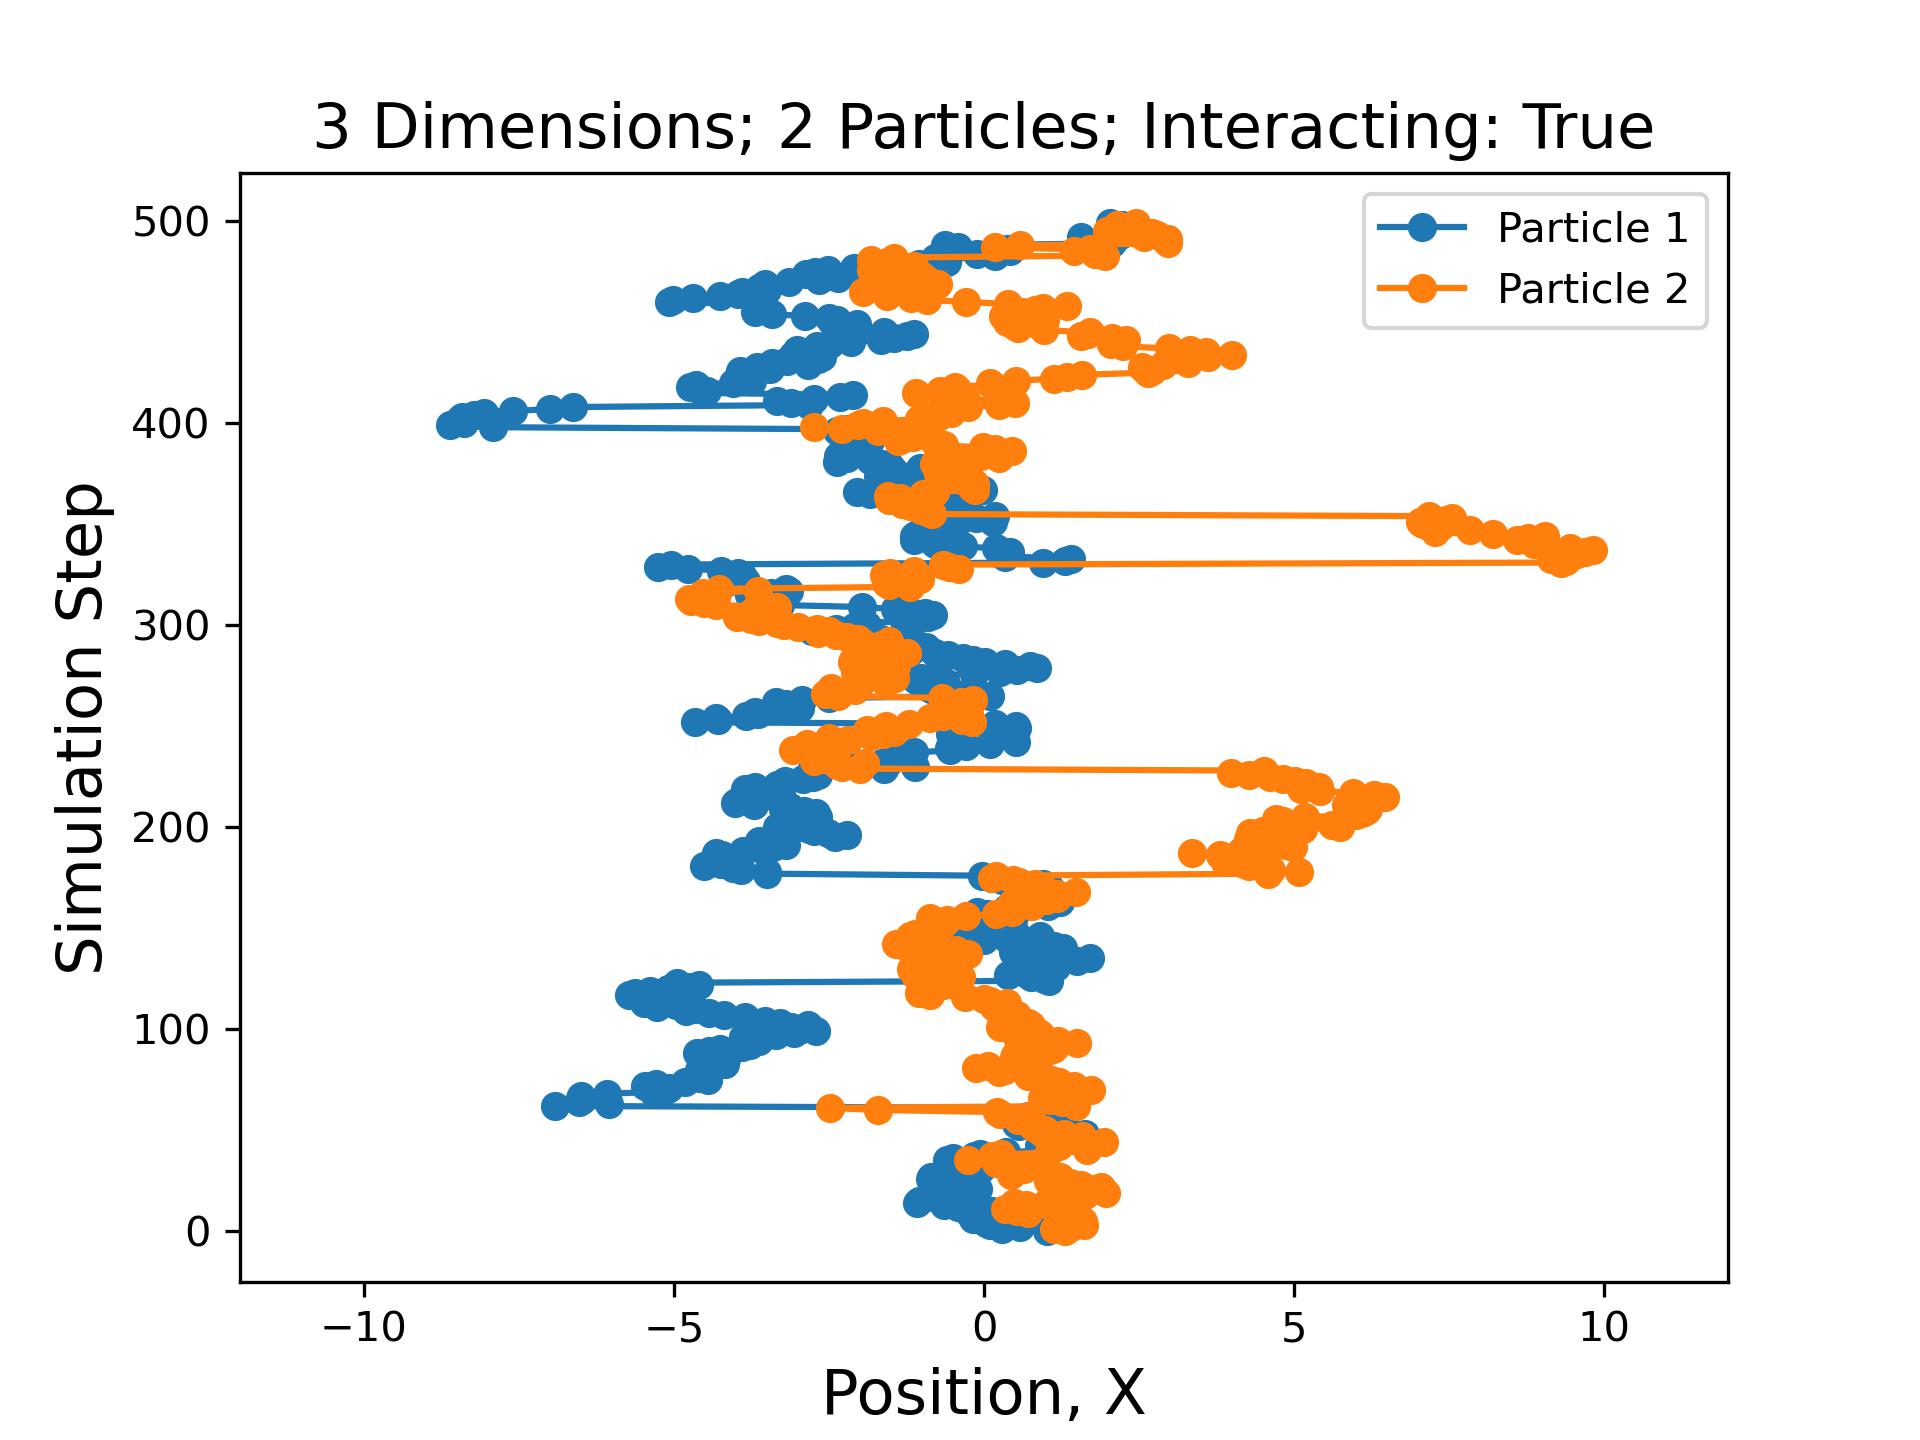 3 Dimensions; 2 Particles; Interacting: True
Particle 1
Particle 2
500
400
300
200
100
0
Simulation Step
−10
−5
0
5
10
Position, X